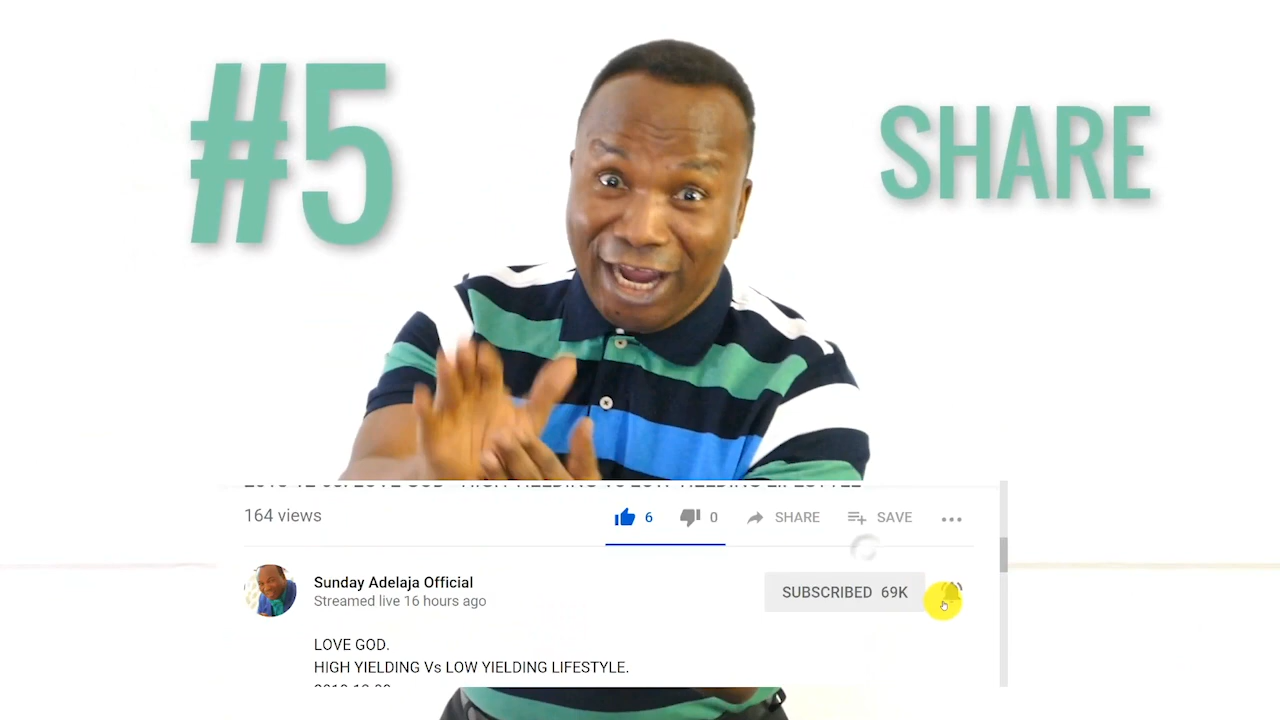 #5
SHARE
164 views
6
0
SHARE
SAVE
Sunday Adelaja Official
SUBSCRIBED 69K
Streamed live 16 hours ago
LOVE GOD.
HIGH YIELDING Vs LOW YIELDING LIFESTYLE.